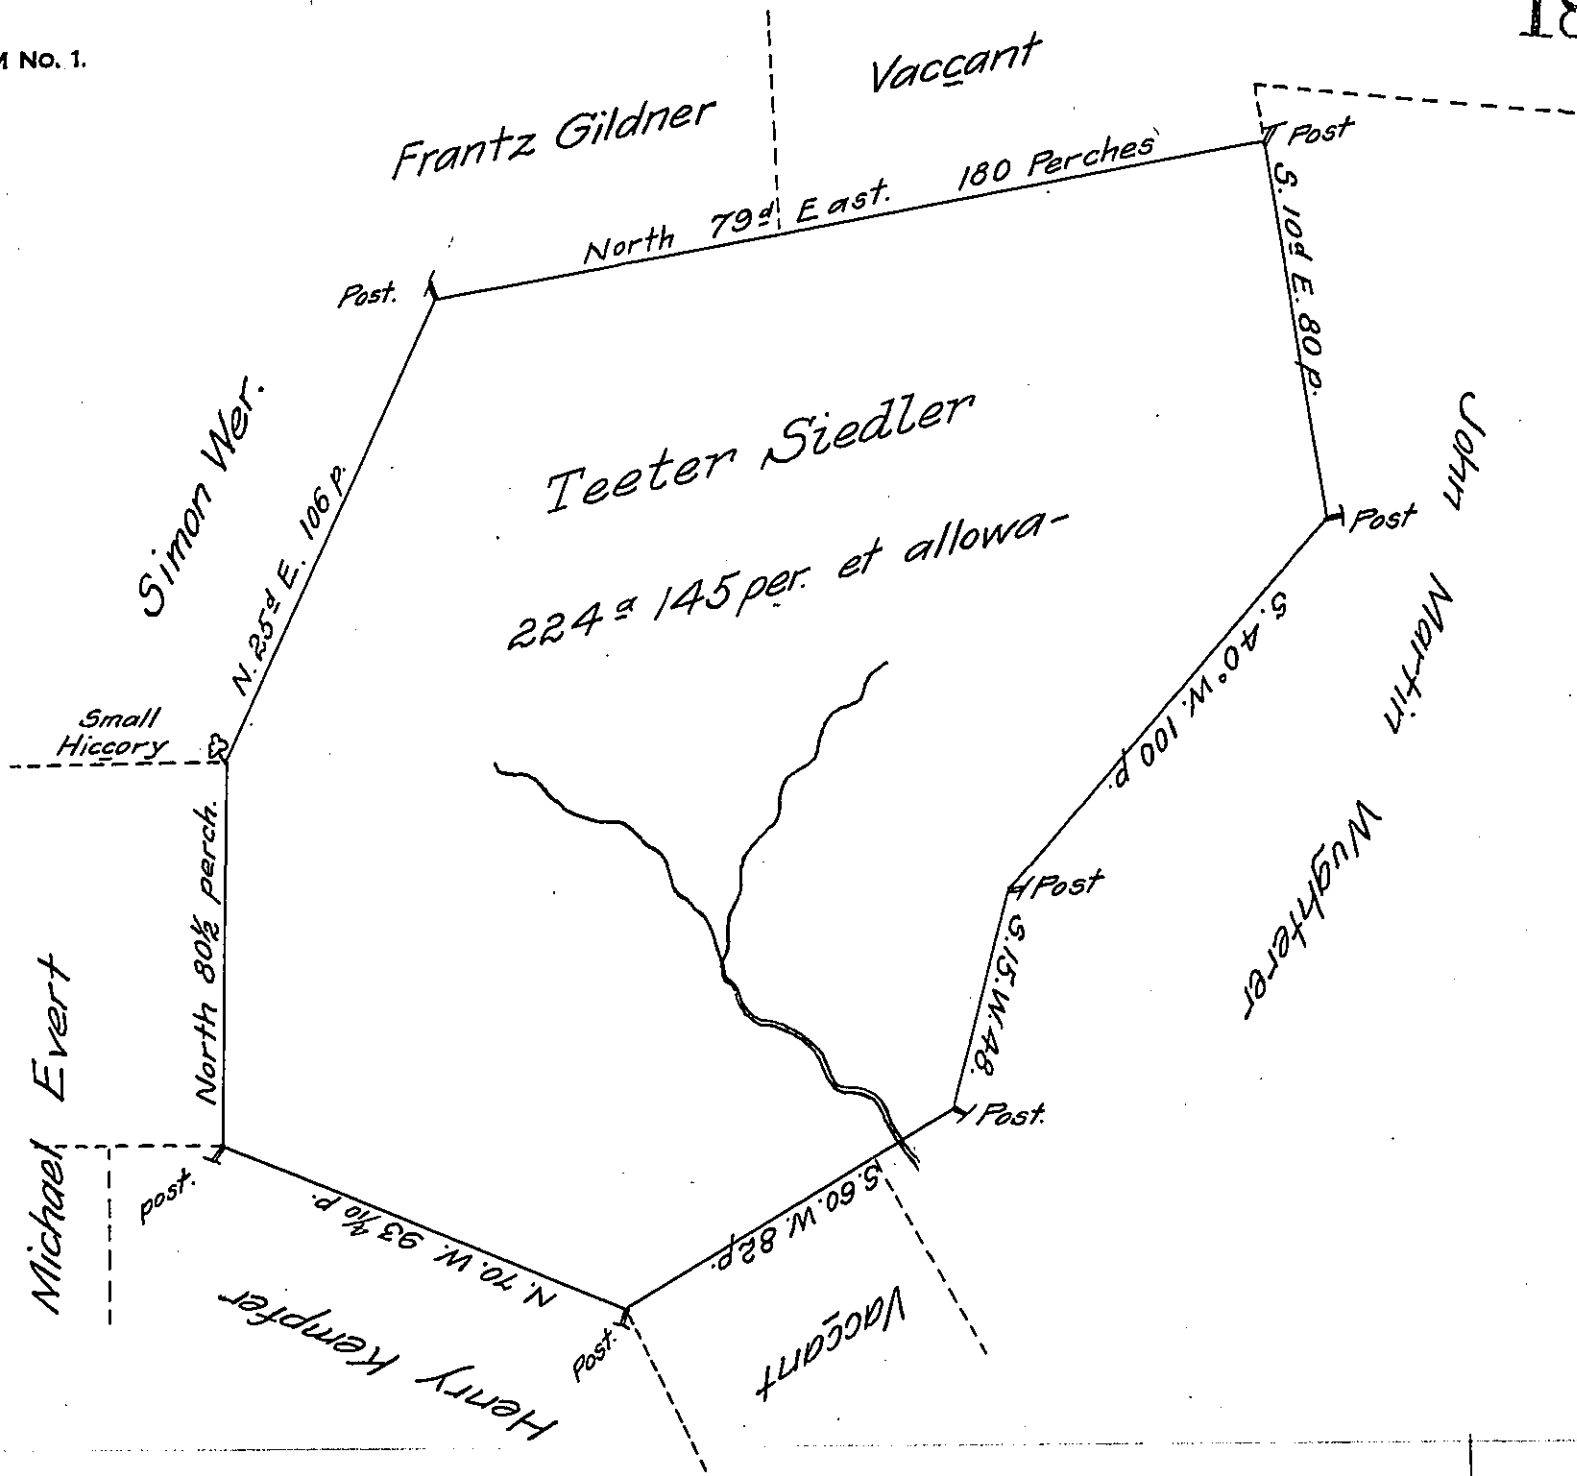 M No. 1.
Vaccant
Frantz Gildner
Post
North 79d East. 180 Perches
S. 10d E. 80 p.
Post.
Simon Wer.
N. 25d E. 106 p.
Teeter Siedler
224a 145 per. et allowa-
John Martin Wughterer
Post
S. 40° W. 100 p.
Small
Hiccory
North 80½ perch.
Post
S. 15. W. 48.
Michael Evert
Post.
S. 60. W. 82 p.
post.
N. 70. W. 93 4/10 p.
Henry Kempfer
Post.
Vaccant